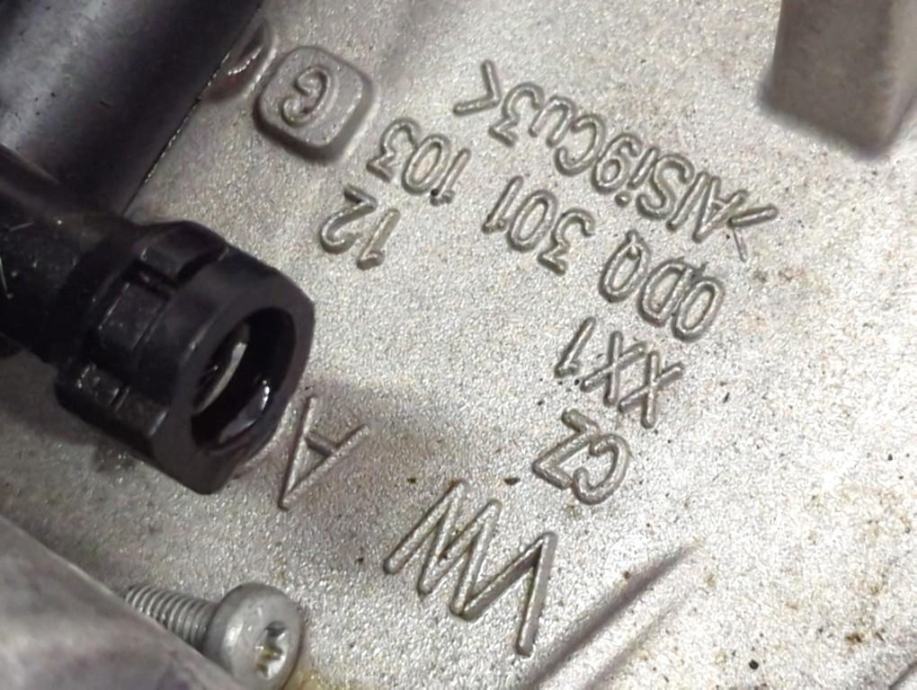 VW A
CZ
XX1 12
0DQ 301 103 G
>AlSi9Cu3<